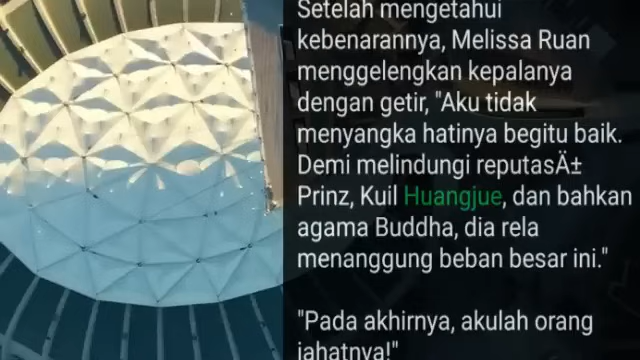 Setelah mengetahui
kebenarannya, Melissa Ruan
menggelengkan kepalanya
dengan getir, "Aku tidak
menyangka hatinya begitu baik.
Demi melindungi reputasÄ±
Prinz, Kuil Huangjue, dan bahkan
agama Buddha, dia rela
menanggung beban besar ini."
"Pada akhirnya, akulah orang
jahatnya!"